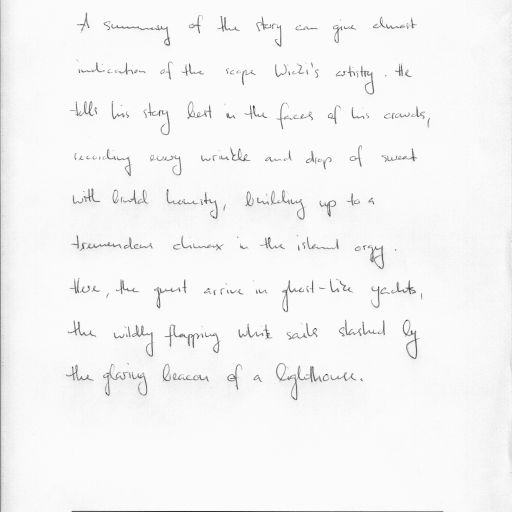 A summary of the story can give almost
indication of the scope Wicki's artistry. He
tells his story best in the faces of his crowds,
recording every wrinkle and drop of sweat
with brutal honesty, building up to a
tremendous climax in the island orgy.
Here, the guest arrive in ghost-like yachts,
the wildly flapping white sails slashed by
the glaring beacon of a lighthouse.